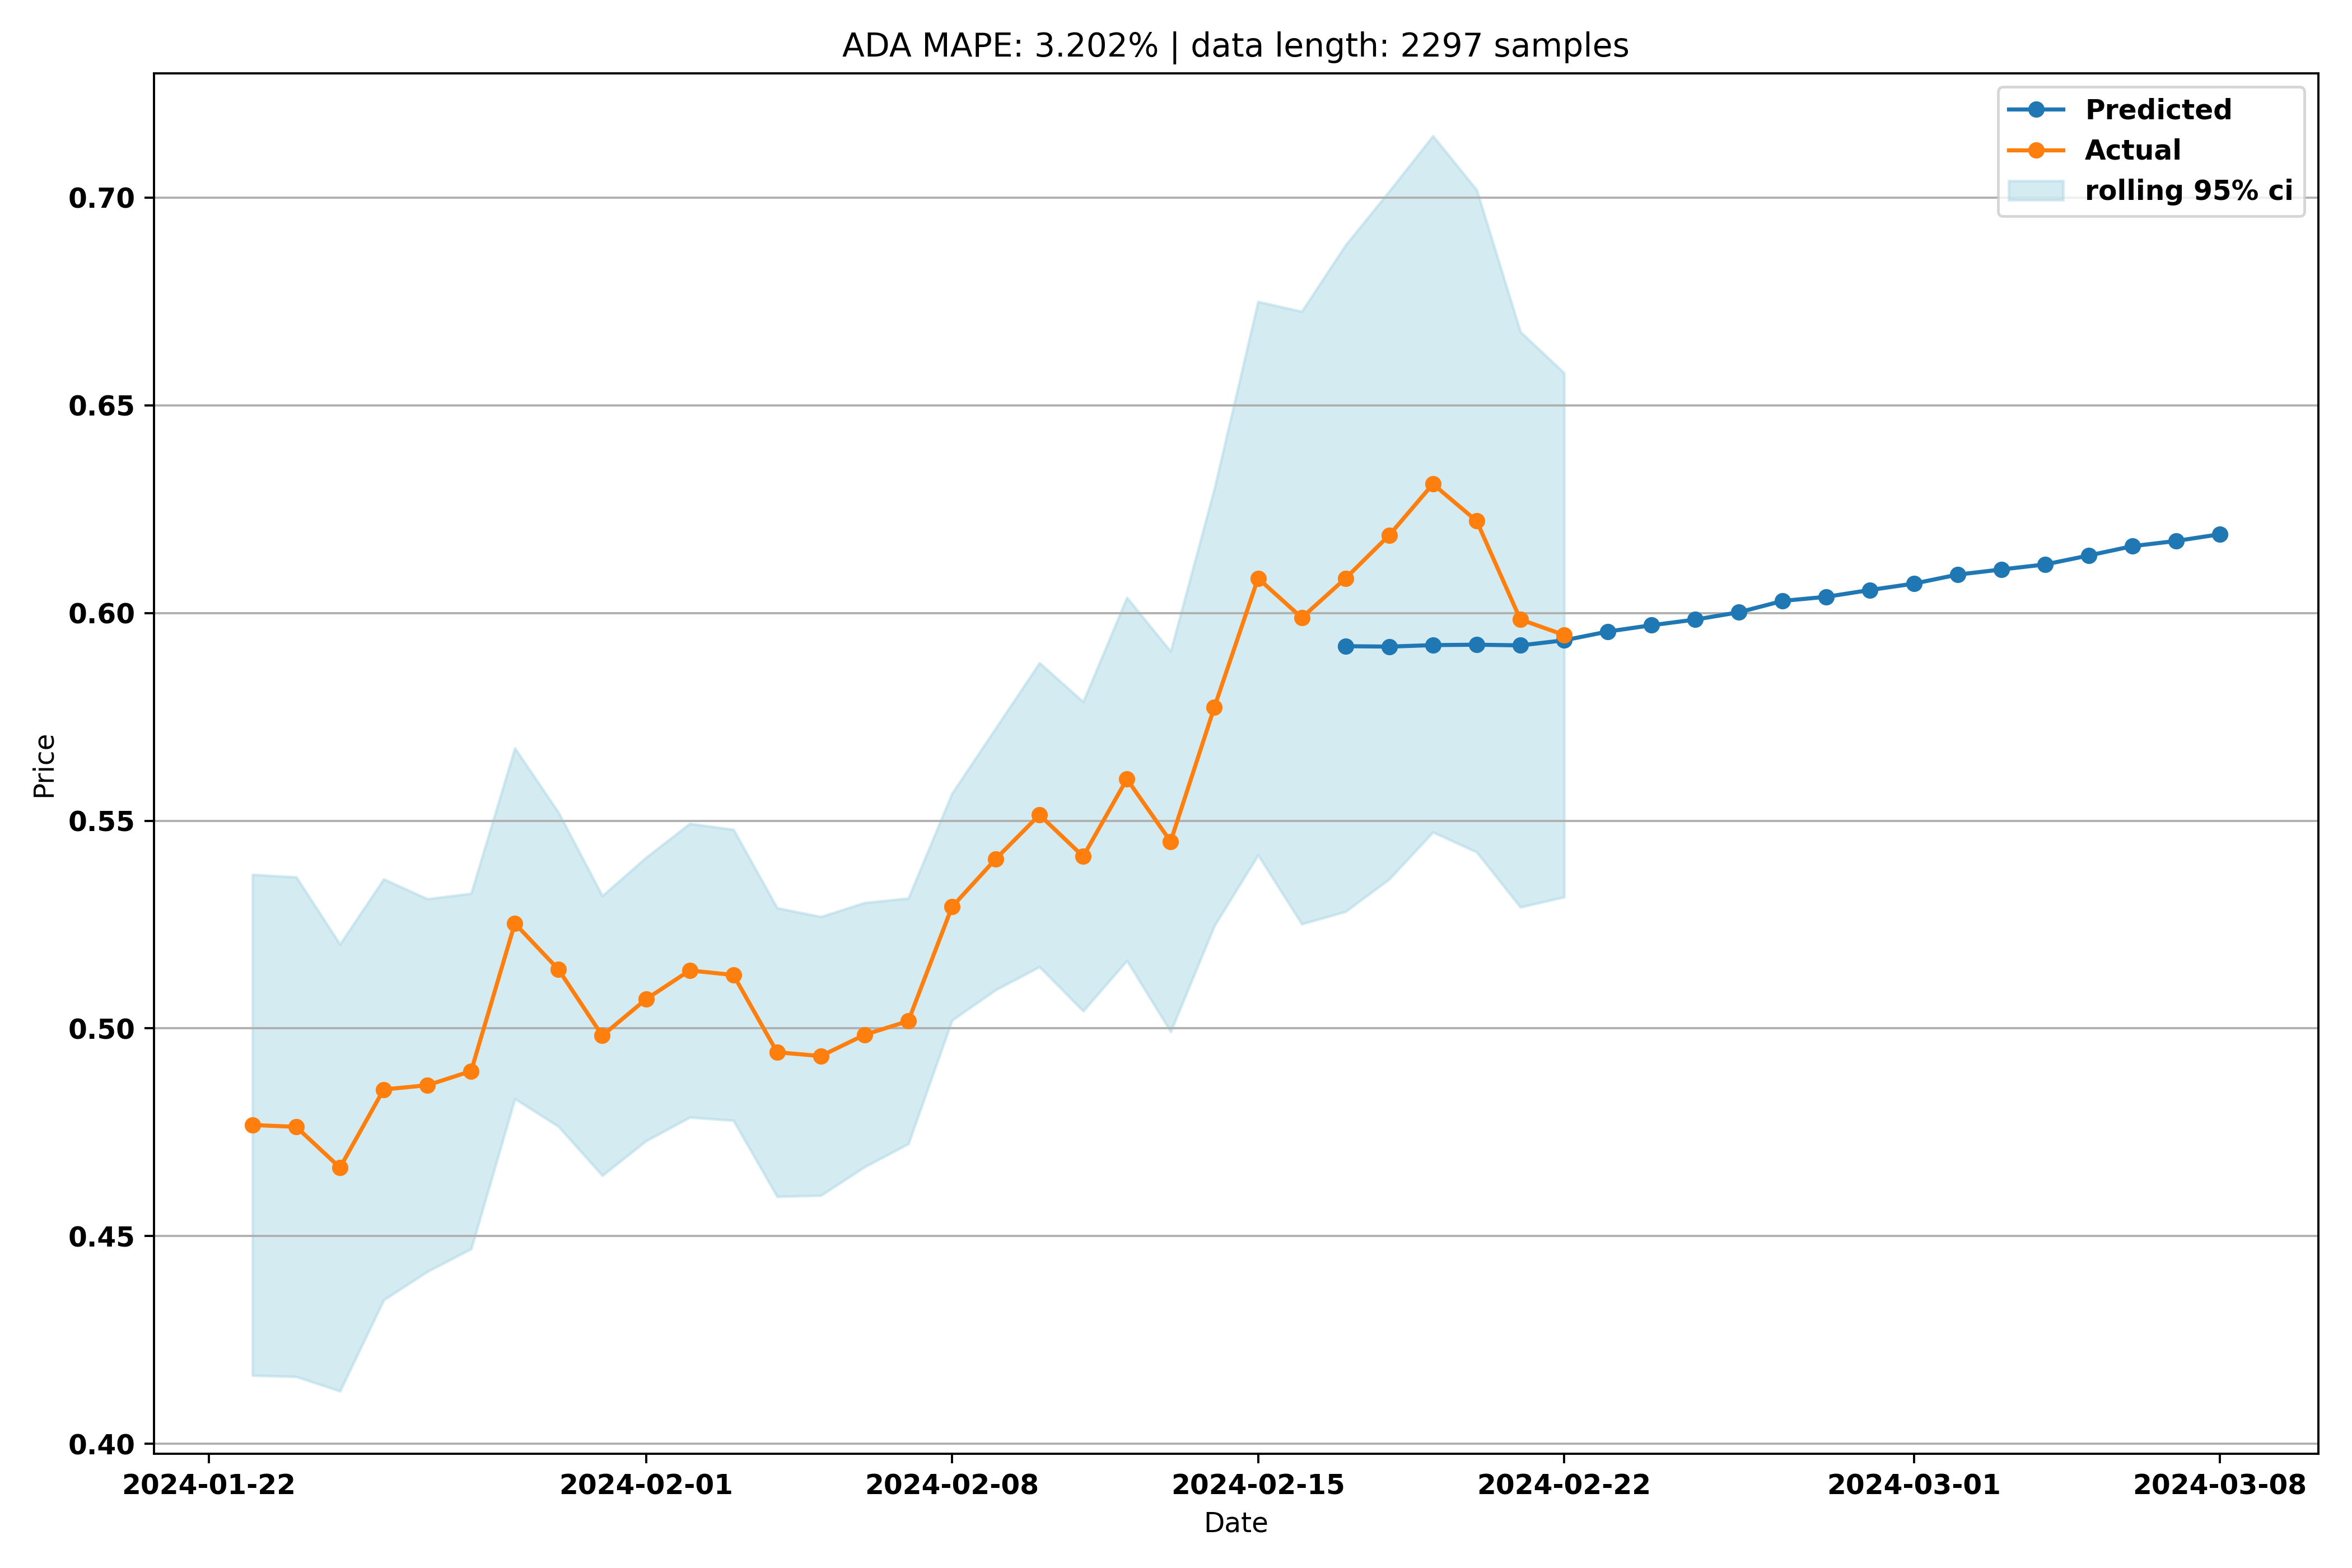 ADA MAPE: 3.202% | data length: 2297 samples
Predicted
Actual
rolling 95% ci
0.70
0.65
0.60
0.55
0.50
0.45
0.40
Price
2024-01-22 2024-02-01 2024-02-08 2024-02-15 2024-02-22 2024-03-01 2024-03-08
Date